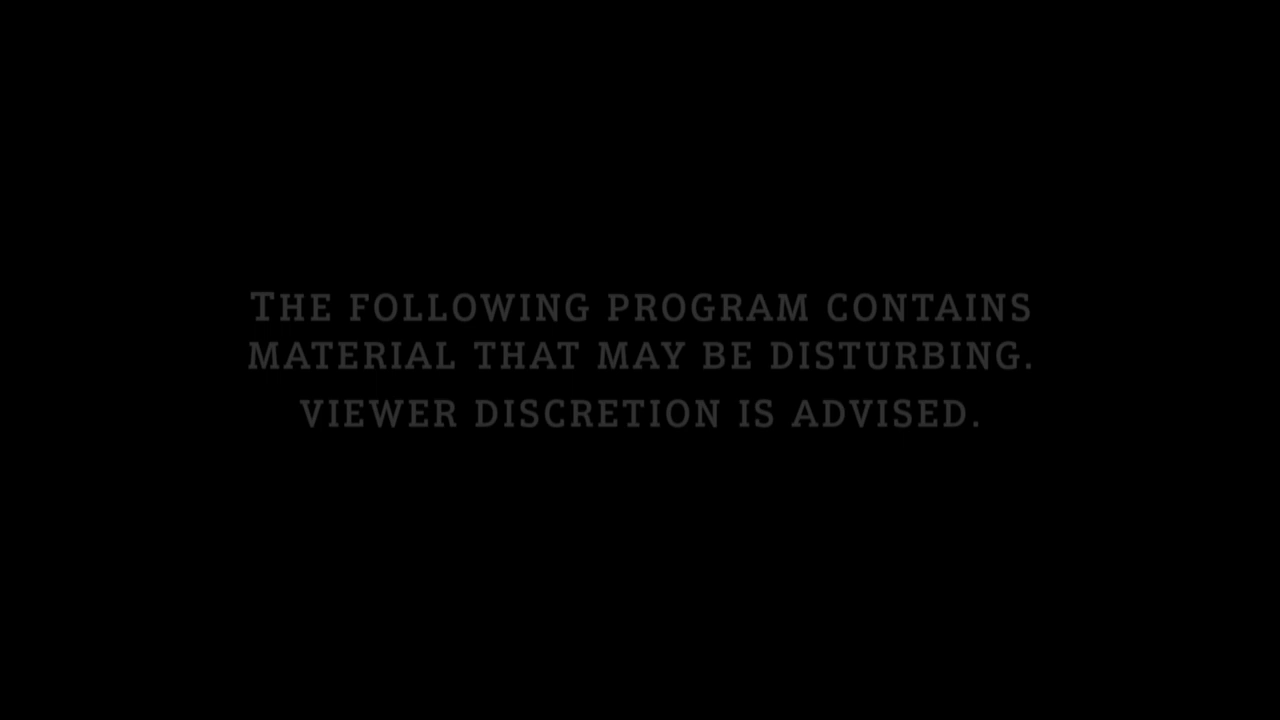 THE FOLLOWING PROGRAM CONTAINS
MATERIAL THAT MAY BE DISTURBING.
VIEWER DISCRETION IS ADVISED.